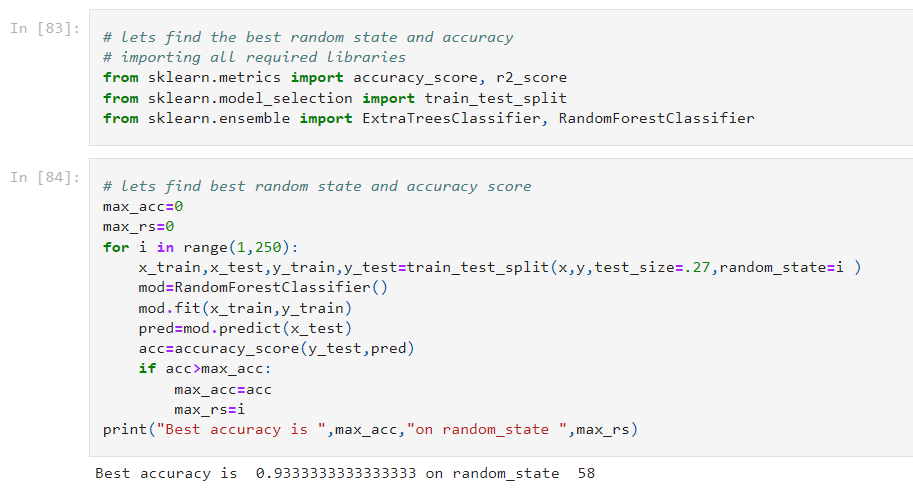 In [83]:
# lets find the best random state and accuracy
# importing all required libraries
from sklearn.metrics import accuracy_score, r2_score
from sklearn.model_selection import train_test_split
from sklearn.ensemble import ExtraTreesClassifier, RandomForestClassifier
In [84]:
# lets find best random state and accuracy score
max_acc=0
max_rs=0
for i in range(1,250):
    x_train,x_test,y_train,y_test=train_test_split(x,y,test_size=.27,random_state=i )
    mod=RandomForestClassifier()
    mod.fit(x_train,y_train)
    pred=mod.predict(x_test)
    acc=accuracy_score(y_test,pred)
    if acc>max_acc:
        max_acc=acc
        max_rs=i
print("Best accuracy is ",max_acc,"on random_state ",max_rs)
Best accuracy is  0.9333333333333333 on random_state  58